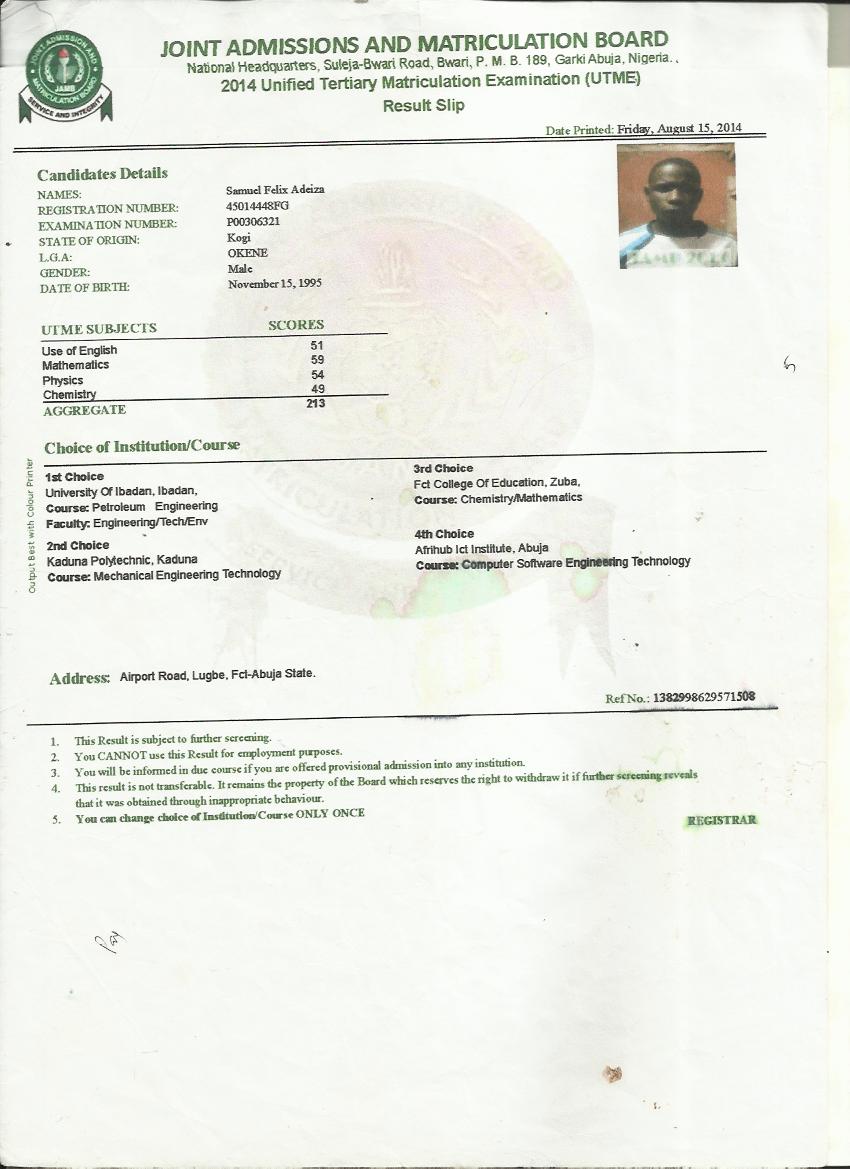 JOINT ADMISSIONS AND MATRICULATION BOARD
National Headquarters, Suleja-Bwari Road, Bwari, P. M. B. 189, Garki Abuja, Nigeria. .
2014 Unified Tertiary Matriculation Examination (UTME)
Result Slip
JOINT ADMISSIONS AND MATRICULATION BOARD
JAMB
SERVICE AND INTEGRITY
Date Printed: Friday, August 15, 2014
Candidates Details
NAMES: Samuel Felix Adeiza
REGISTRATION NUMBER: 45014448FG
EXAMINATION NUMBER: P00306321
STATE OF ORIGIN: Kogi
L.G.A: OKENE
GENDER: Male
DATE OF BIRTH: November 15, 1995
UTME SUBJECTS SCORES
Use of English 51
Mathematics 59
Physics 54
Chemistry 49
AGGREGATE 213
Choice of Institution/Course
1st Choice
University Of Ibadan, Ibadan,
Course: Petroleum Engineering
Faculty: Engineering/Tech/Env
2nd Choice
Kaduna Polytechnic, Kaduna
Course: Mechanical Engineering Technology
3rd Choice
Fct College Of Education, Zuba,
Course: Chemistry/Mathematics
4th Choice
Afrihub Ict Institute, Abuja
Course: Computer Software Engineering Technology
Output Best with Colour Printer
Address: Airport Road, Lugbe, Fct-Abuja State.
Ref No.: 1382998629571508
1. This Result is subject to further screening.
2. You CANNOT use this Result for employment purposes.
3. You will be informed in due course if you are offered provisional admission into any institution.
4. This result is not transferable. It remains the property of the Board which reserves the right to withdraw it if further screening reveals
that it was obtained through inappropriate behaviour.
5. You can change choice of Institution/Course ONLY ONCE
REGISTRAR